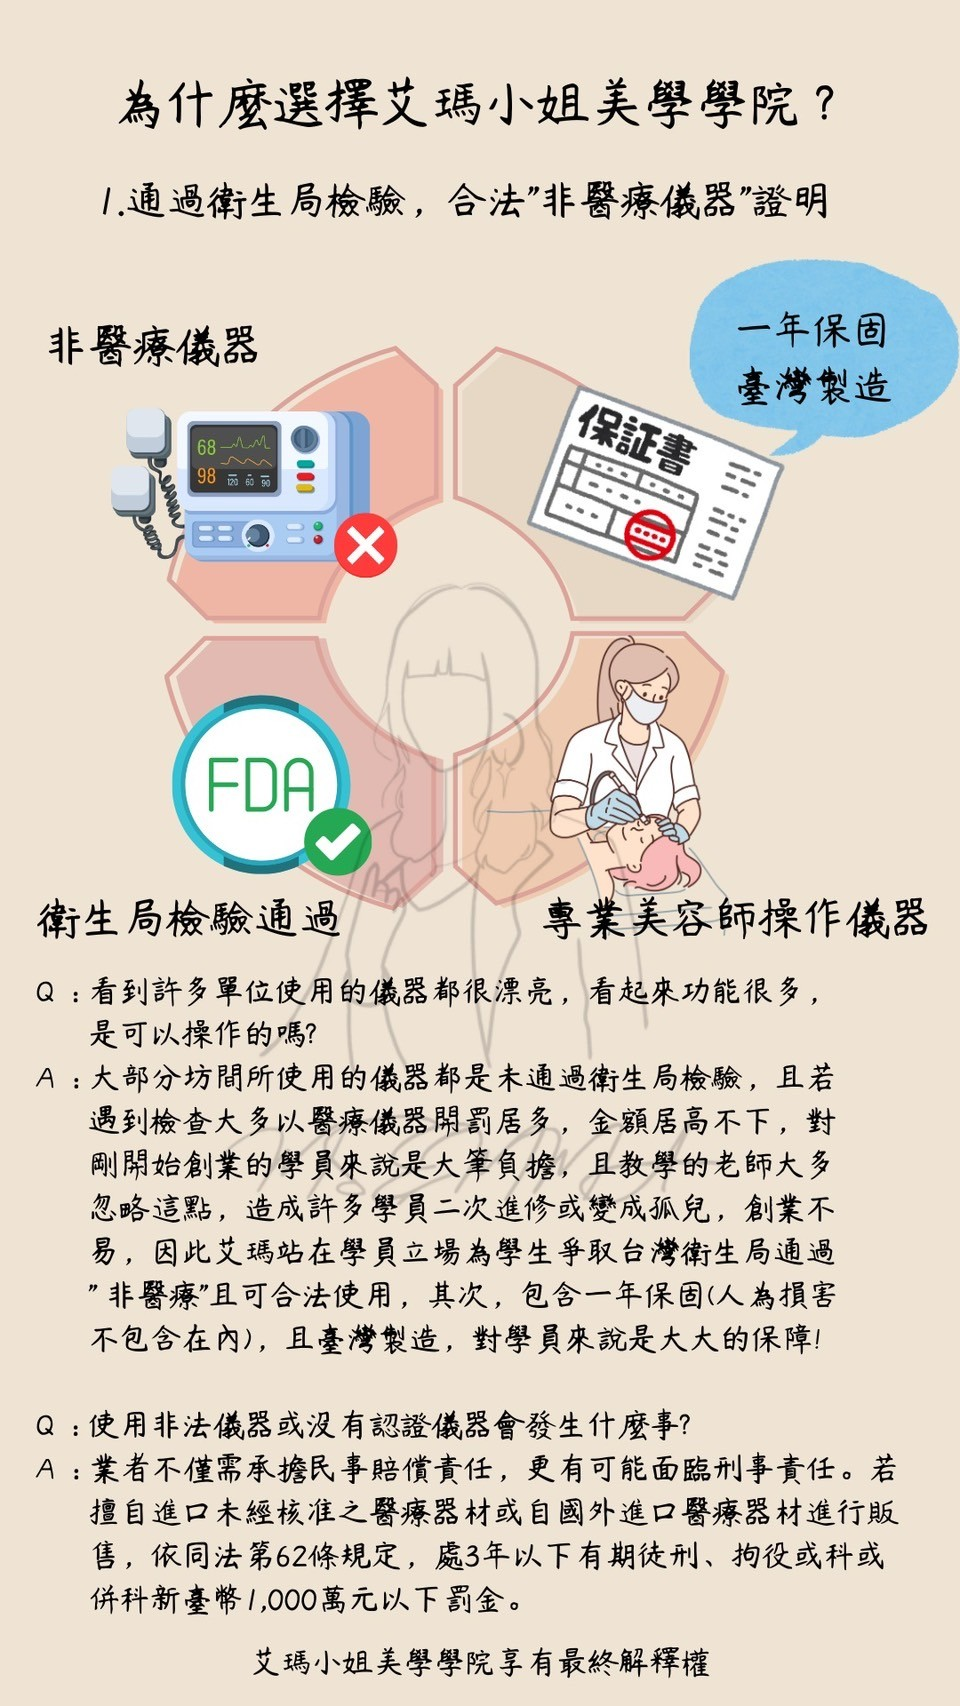 為什麼選擇艾瑪小姐美學學院？
1.通過衛生局檢驗，合法"非醫療儀器"證明
一年保固
臺灣製造
非醫療儀器
保証書
68
98
120 60 90
FDA
衛生局檢驗通過
專業美容師操作儀器
Q：看到許多單位使用的儀器都很漂亮，看起來功能很多，
是可以操作的嗎?
A：大部分坊間所使用的儀器都是未通過衛生局檢驗，且若
遇到檢查大多以醫療儀器開罰居多，金額居高不下，對
剛開始創業的學員來說是大筆負擔，且教學的老師大多
忽略這點，造成許多學員二次進修或變成孤兒，創業不
易，因此艾瑪站在學員立場為學生爭取台灣衛生局通過
"非醫療"且可合法使用，其次，包含一年保固(人為損害
不包含在內)，且臺灣製造，對學員來說是大大的保障!
Q：使用非法儀器或沒有認證儀器會發生什麼事?
A：業者不僅需承擔民事賠償責任，更有可能面臨刑事責任。若
擅自進口未經核准之醫療器材或自國外進口醫療器材進行販
售，依同法第62條規定，處3年以下有期徒刑、拘役或科或
併科新臺幣1,000萬元以下罰金。
艾瑪小姐美學學院享有最終解釋權